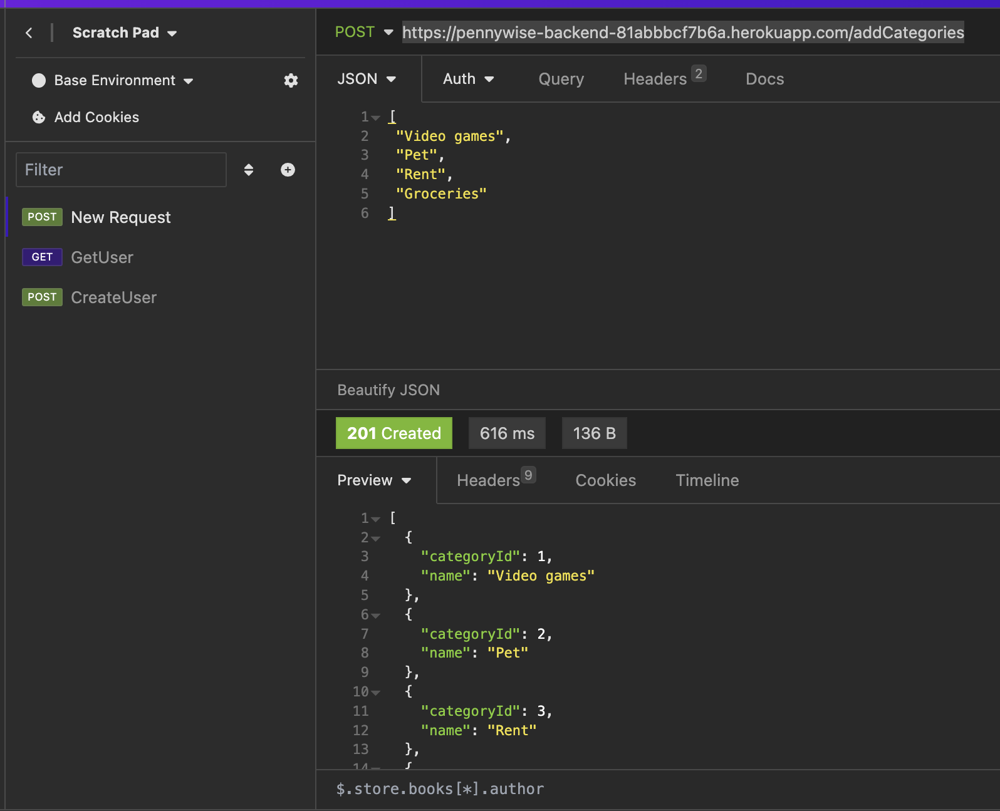 Scratch Pad
Base Environment
Add Cookies
Filter
POST New Request
GET GetUser
POST CreateUser
POST https://pennywise-backend-81abbbcf7b6a.herokuapp.com/addCategories
JSON Auth Query Headers 2 Docs
1 [
2 "Video games",
3 "Pet",
4 "Rent",
5 "Groceries"
6 ]
Beautify JSON
201 Created 616 ms 136 B
Preview Headers 9 Cookies Timeline
1 [
2 {
3 "categoryId": 1,
4 "name": "Video games"
5 },
6 {
7 "categoryId": 2,
8 "name": "Pet"
9 },
10 {
11 "categoryId": 3,
12 "name": "Rent"
13 },
14 {
$.store.books[*].author